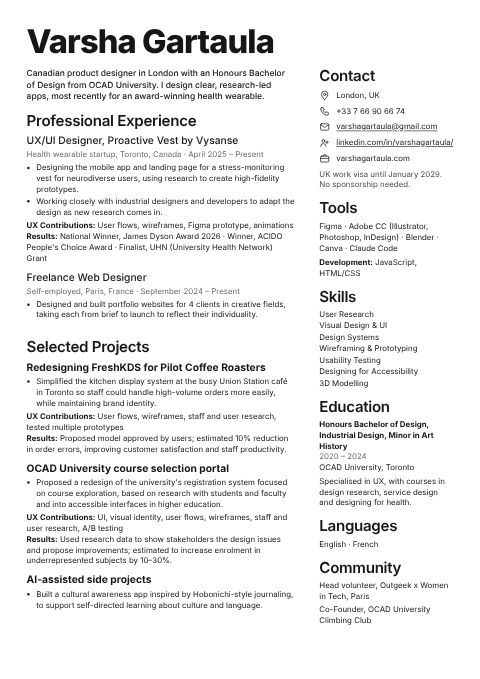 Varsha Gartaula
Canadian product designer in London with an Honours Bachelor
of Design from OCAD University. I design clear, research-led
apps, most recently for an award-winning health wearable.
Professional Experience
UX/UI Designer, Proactive Vest by Vysanse
Health wearable startup, Toronto, Canada · April 2025 – Present
• Designing the mobile app and landing page for a stress-monitoring
vest for neurodiverse users, using research to create high-fidelity
prototypes.
• Working closely with industrial designers and developers to adapt the
design as new research comes in.
UX Contributions: User flows, wireframes, Figma prototype, animations
Results: National Winner, James Dyson Award 2026 · Winner, ACIDO
People's Choice Award · Finalist, UHN (University Health Network)
Grant
Freelance Web Designer
Self-employed, Paris, France · September 2024 – Present
• Designed and built portfolio websites for 4 clients in creative fields,
taking each from brief to launch to reflect their individuality.
Selected Projects
Redesigning FreshKDS for Pilot Coffee Roasters
• Simplified the kitchen display system at the busy Union Station café
in Toronto so staff could handle high-volume orders more easily,
while maintaining brand identity.
UX Contributions: User flows, wireframes, staff and user research,
tested multiple prototypes
Results: Proposed model approved by users; estimated 10% reduction
in order errors, improving customer satisfaction and staff productivity.
OCAD University course selection portal
• Proposed a redesign of the university's registration system focused
on course exploration, based on research with students and faculty
and into accessible interfaces in higher education.
UX Contributions: UI, visual identity, user flows, wireframes, staff and
user research, A/B testing
Results: Used research data to show stakeholders the design issues
and propose improvements; estimated to increase enrolment in
underrepresented subjects by 10–30%.
AI-assisted side projects
• Built a cultural awareness app inspired by Hobonichi-style journaling,
to support self-directed learning about culture and language.
Contact
London, UK
+33 7 66 90 66 74
varshagartaula@gmail.com
linkedin.com/in/varshagartaula/
varshagartaula.com
UK work visa until January 2029.
No sponsorship needed.
Tools
Figma · Adobe CC (Illustrator,
Photoshop, InDesign) · Blender ·
Canva · Claude Code
Development: JavaScript,
HTML/CSS
Skills
User Research
Visual Design & UI
Design Systems
Wireframing & Prototyping
Usability Testing
Designing for Accessibility
3D Modelling
Education
Honours Bachelor of Design,
Industrial Design, Minor in Art
History
2020 – 2024
OCAD University, Toronto
Specialised in UX, with courses in
design research, service design
and designing for health.
Languages
English · French
Community
Head volunteer, Outgeek x Women
in Tech, Paris
Co-Founder, OCAD University
Climbing Club